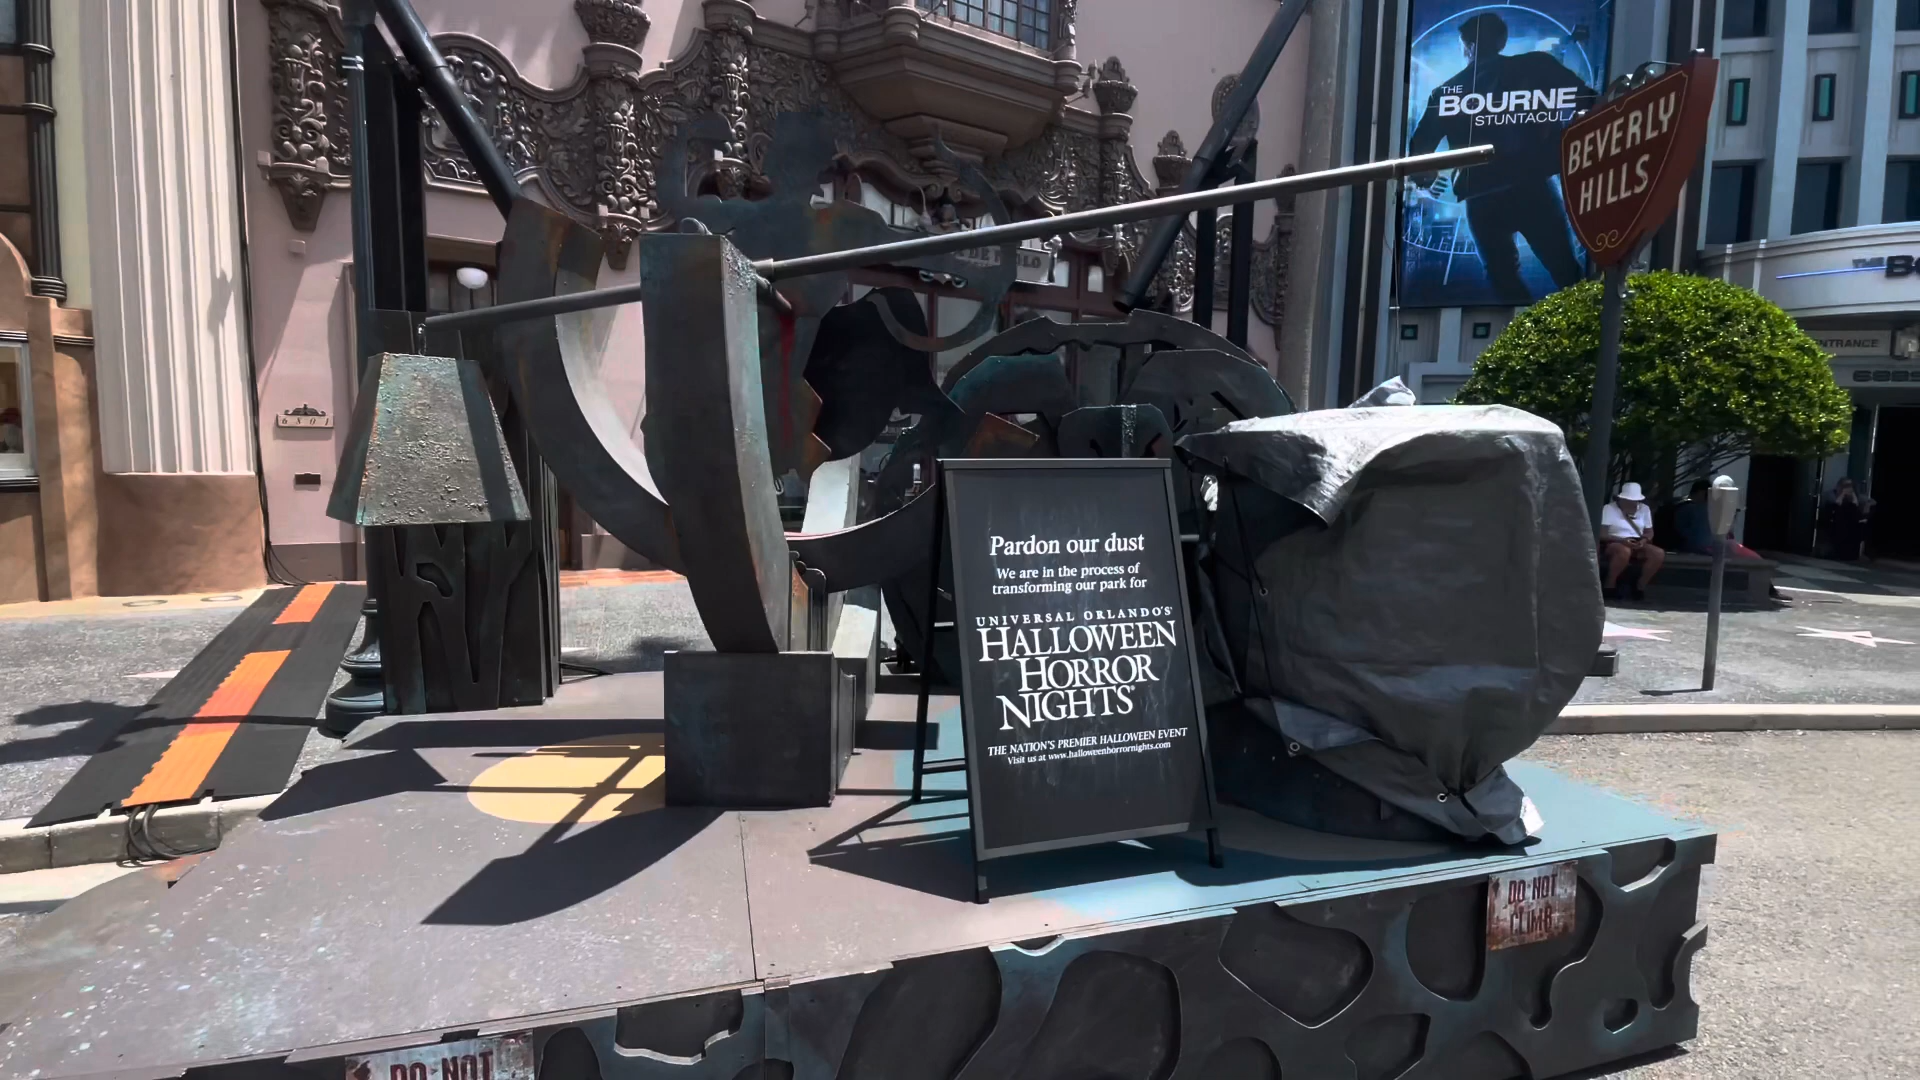 THE
BOURNE
STUNTACULAR
BEVERLY
HILLS
ENTRANCE
6801
Pardon our dust
We are in the process of
transforming our park for
UNIVERSAL ORLANDO'S
HALLOWEEN
HORROR
NIGHTS®
THE NATION'S PREMIER HALLOWEEN EVENT
Visit us at www.halloweenhorrornights.com
DO NOT
CLIMB
DO NOT